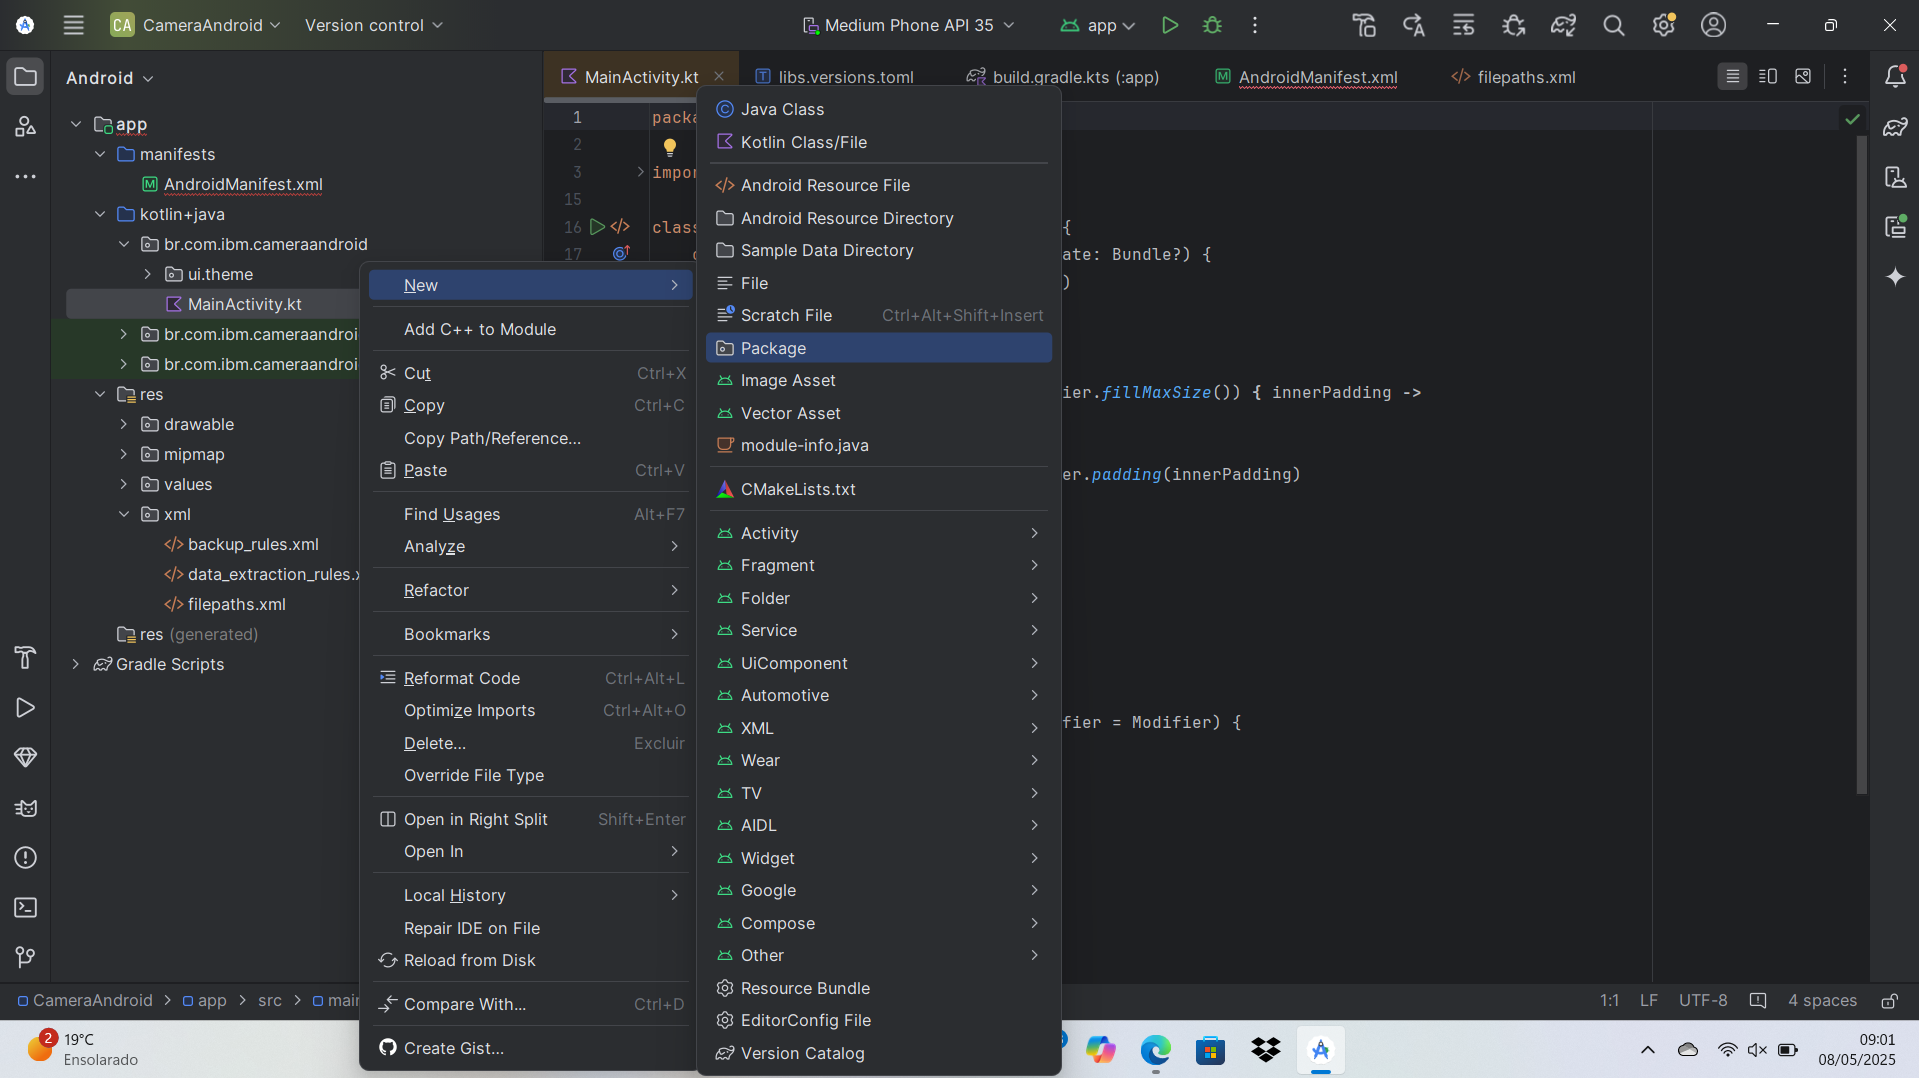 CA CameraAndroid Version control Medium Phone API 35 app
Android
MainActivity.kt libs.versions.toml build.gradle.kts (:app) AndroidManifest.xml filepaths.xml
app
manifests
AndroidManifest.xml
kotlin+java
br.com.ibm.cameraandroid
ui.theme
MainActivity.kt
br.com.ibm.cameraandroi
br.com.ibm.cameraandroi
res
drawable
mipmap
values
xml
backup_rules.xml
data_extraction_rules.x
filepaths.xml
res (generated)
Gradle Scripts
1
2
3
15
16
17
packa
impor
class
{
ate: Bundle?) {
)
ier.fillMaxSize()) { innerPadding ->
er.padding(innerPadding)
fier = Modifier) {
New
Add C++ to Module
Cut Ctrl+X
Copy Ctrl+C
Copy Path/Reference...
Paste Ctrl+V
Find Usages Alt+F7
Analyze
Refactor
Bookmarks
Reformat Code Ctrl+Alt+L
Optimize Imports Ctrl+Alt+O
Delete... Excluir
Override File Type
Open in Right Split Shift+Enter
Open In
Local History
Repair IDE on File
Reload from Disk
Compare With... Ctrl+D
Create Gist...
Java Class
Kotlin Class/File
Android Resource File
Android Resource Directory
Sample Data Directory
File
Scratch File Ctrl+Alt+Shift+Insert
Package
Image Asset
Vector Asset
module-info.java
CMakeLists.txt
Activity
Fragment
Folder
Service
UiComponent
Automotive
XML
Wear
TV
AIDL
Widget
Google
Compose
Other
Resource Bundle
EditorConfig File
Version Catalog
CameraAndroid > app > src > mai
1:1 LF UTF-8 4 spaces
2
19°C
Ensolarado
09:01
08/05/2025